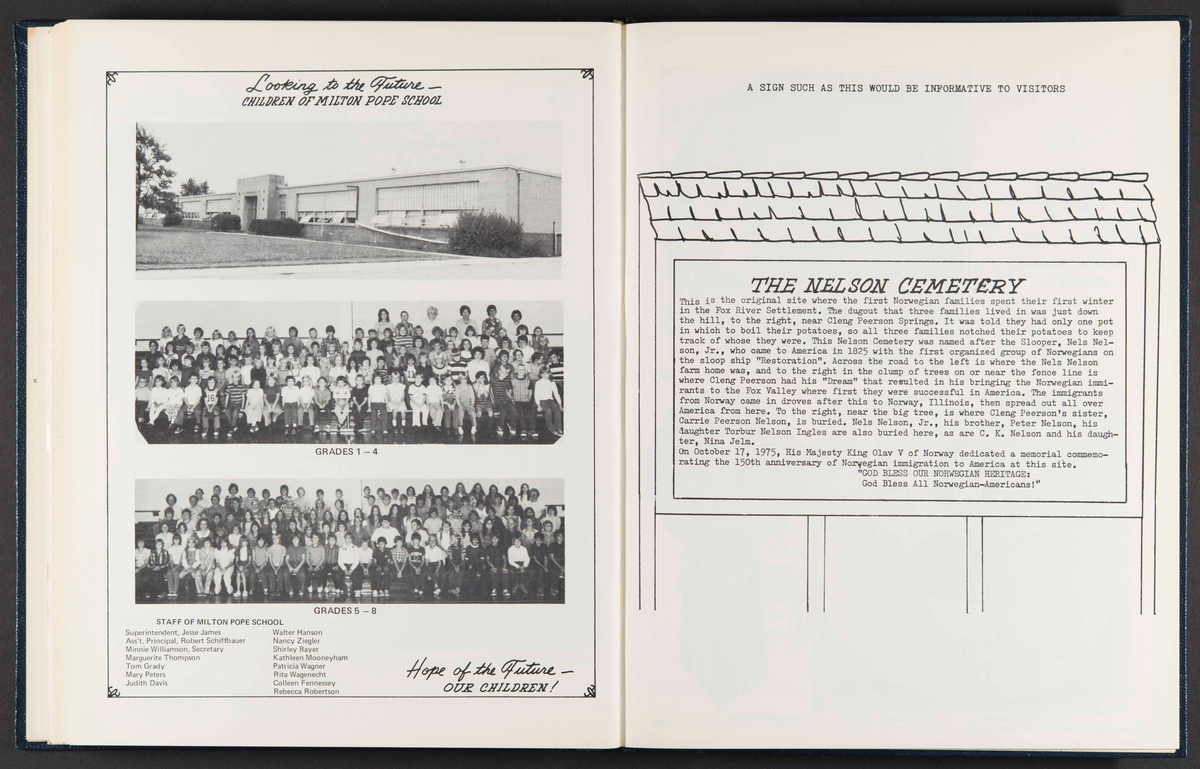 Looking to the Future —
CHILDREN OF MILTON POPE SCHOOL
GRADES 1 – 4
GRADES 5 – 8
STAFF OF MILTON POPE SCHOOL
Superintendent, Jesse James
Ass't. Principal, Robert Schiffbauer
Minnie Williamson, Secretary
Marguerite Thompson
Tom Grady
Mary Peters
Judith Davis
Walter Hanson
Nancy Ziegler
Shirley Bayer
Kathleen Mooneyham
Patricia Wagner
Rita Wagenecht
Colleen Fennessey
Rebecca Robertson
Hope of the Future —
OUR CHILDREN!
A SIGN SUCH AS THIS WOULD BE INFORMATIVE TO VISITORS
THE NELSON CEMETERY
This is the original site where the first Norwegian families spent their first winter
in the Fox River Settlement. The dugout that three families lived in was just down
the hill, to the right, near Cleng Peerson Springs. It was told they had only one pot
in which to boil their potatoes, so all three families notched their potatoes to keep
track of whose they were. This Nelson Cemetery was named after the Slooper, Nels Nel-
son, Jr., who came to America in 1825 with the first organized group of Norwegians on
the sloop ship "Restoration". Across the road to the left is where the Nels Nelson
farm home was, and to the right in the clump of trees on or near the fence line is
where Cleng Peerson had his "Dream" that resulted in his bringing the Norwegian immi-
rants to the Fox Valley where first they were successful in America. The immigrants
from Norway came in droves after this to Norway, Illinois, then spread out all over
America from here. To the right, near the big tree, is where Cleng Peerson's sister,
Carrie Peerson Nelson, is buried. Nels Nelson, Jr., his brother, Peter Nelson, his
daughter Torbur Nelson Ingles are also buried here, as are C. K. Nelson and his daugh-
ter, Nina Jelm.
On October 17, 1975, His Majesty King Olav V of Norway dedicated a memorial commemo-
rating the 150th anniversary of Norwegian immigration to America at this site.
"GOD BLESS OUR NORWEGIAN HERITAGE:
God Bless All Norwegian-Americans!"